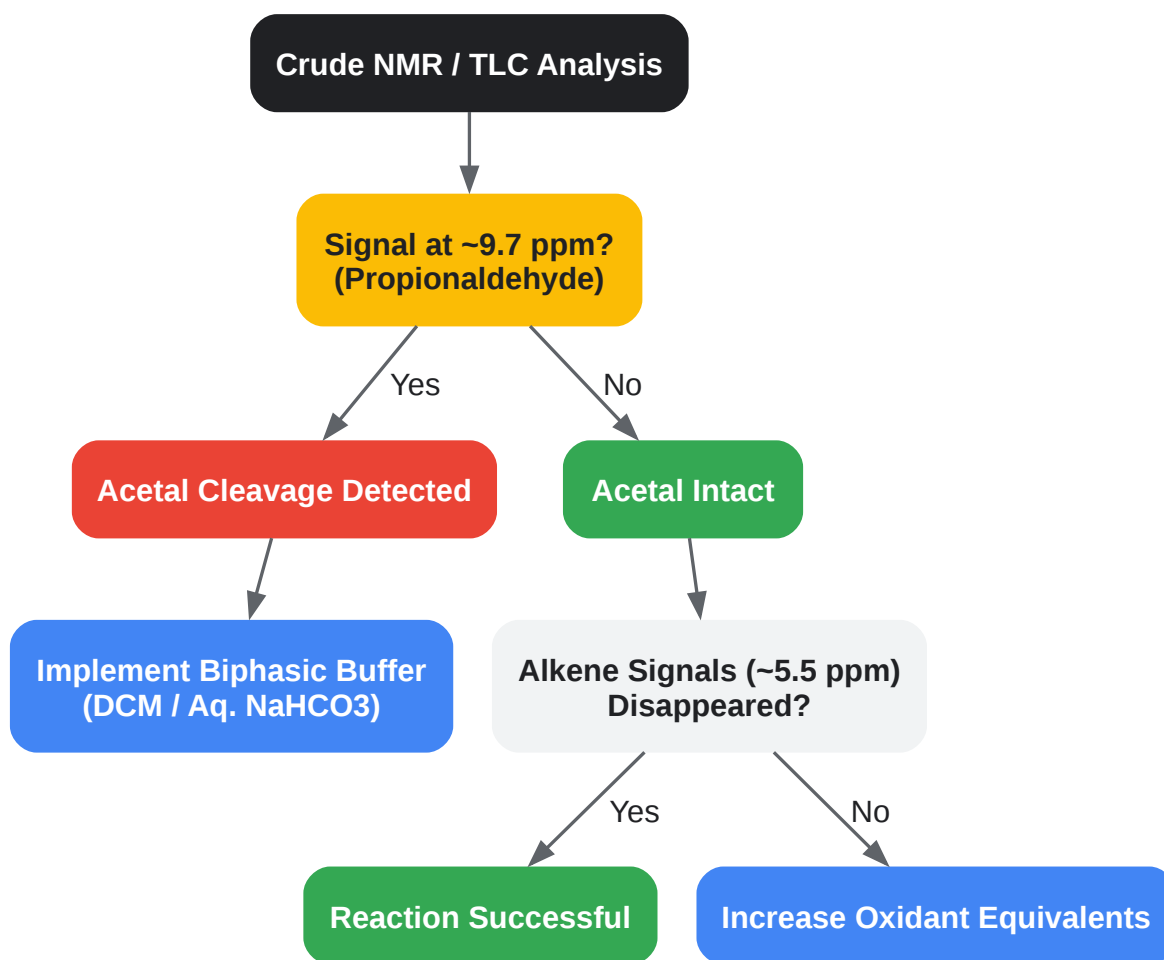 Crude NMR / TLC Analysis
Signal at ~9.7 ppm?
(Propionaldehyde)
Yes
No
Acetal Cleavage Detected
Acetal Intact
Implement Biphasic Buffer
(DCM / Aq. NaHCO3)
Alkene Signals (~5.5 ppm)
Disappeared?
Yes
No
Reaction Successful
Increase Oxidant Equivalents